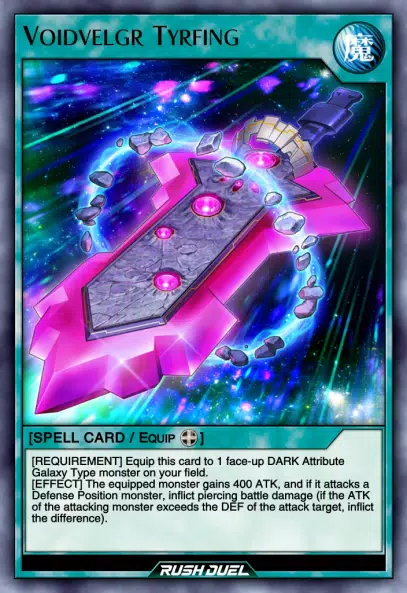 VOIDVELGR TYRFING
魔
[SPELL CARD / EQUIP ]
[REQUIREMENT] Equip this card to 1 face-up DARK Attribute
Galaxy Type monster on your field.
[EFFECT] The equipped monster gains 400 ATK, and if it attacks a
Defense Position monster, inflict piercing battle damage (if the ATK
of the attacking monster exceeds the DEF of the attack target, inflict
the difference).
RUSH DUEL